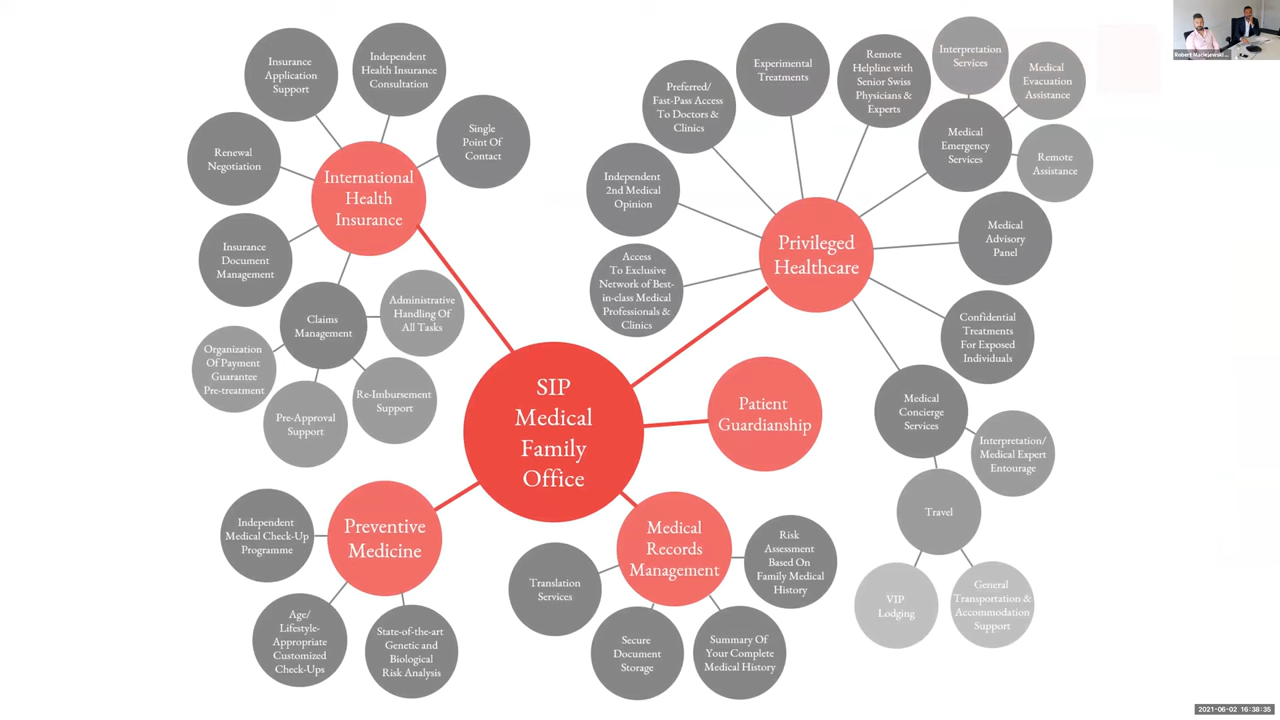 Insurance
Application
Support
Independent
Health Insurance
Consultation
Single
Point Of
Contact
Renewal
Negotiation
International
Health
Insurance
Insurance
Document
Management
Claims
Management
Administrative
Handling Of
All Tasks
Organization
Of Payment
Guarantee
Pre-treatment
Pre-Approval
Support
Re-Imbursement
Support
Experimental
Treatments
Preferred/
Fast-Pass Access
To Doctors &
Clinics
Remote
Helpline with
Senior Swiss
Physicians &
Experts
Interpretation
Services
Medical
Evacuation
Assistance
Medical
Emergency
Services
Remote
Assistance
Independent
2nd Medical
Opinion
Access
To Exclusive
Network of Best-
in-class Medical
Professionals &
Clinics
Privileged
Healthcare
Medical
Advisory
Panel
Confidential
Treatments
For Exposed
Individuals
Medical
Concierge
Services
Interpretation/
Medical Expert
Entourage
Travel
VIP
Lodging
General
Transportation &
Accommodation
Support
SIP
Medical
Family
Office
Patient
Guardianship
Preventive
Medicine
Independent
Medical Check-Up
Programme
Age/
Lifestyle-
Appropriate
Customized
Check-Ups
State-of-the-art
Genetic and
Biological
Risk Analysis
Medical
Records
Management
Translation
Services
Secure
Document
Storage
Summary Of
Your Complete
Medical History
Risk
Assessment
Based On
Family Medical
History
Robert Maciejewski...
2021-06-02 16:38:35